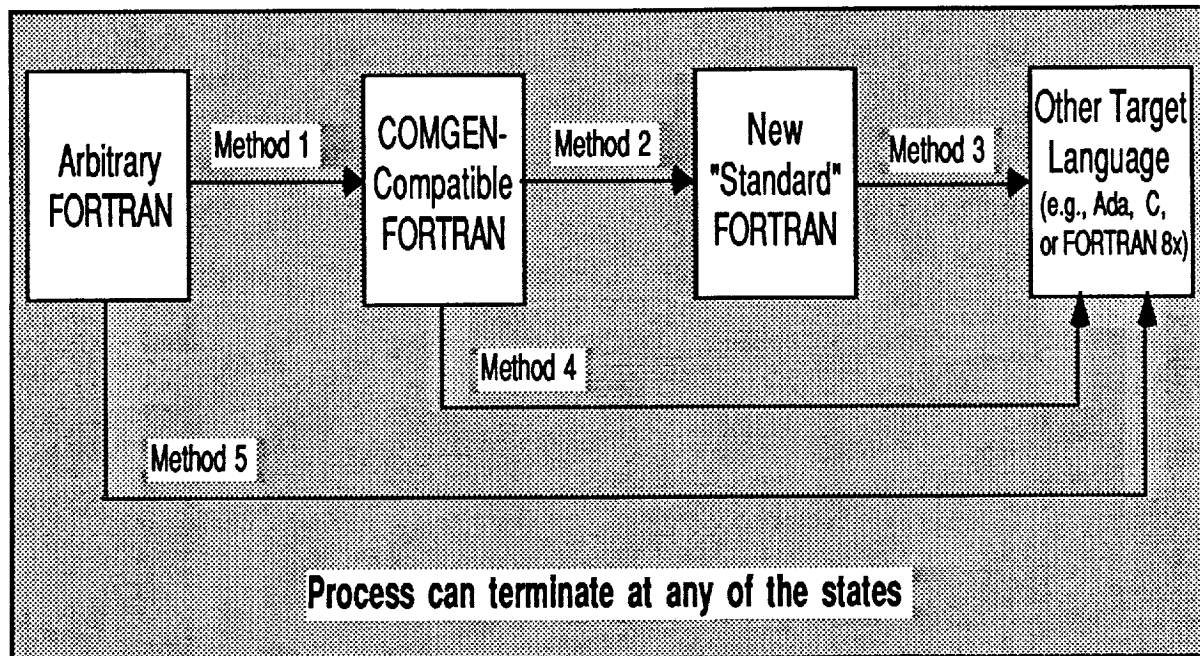 Arbitrary
FORTRAN
Method 1
COMGEN-
Compatible
FORTRAN
Method 2
New
"Standard"
FORTRAN
Method 3
Other Target
Language
(e.g., Ada, C,
or FORTRAN 8x)
Method 4
Method 5
Process can terminate at any of the states